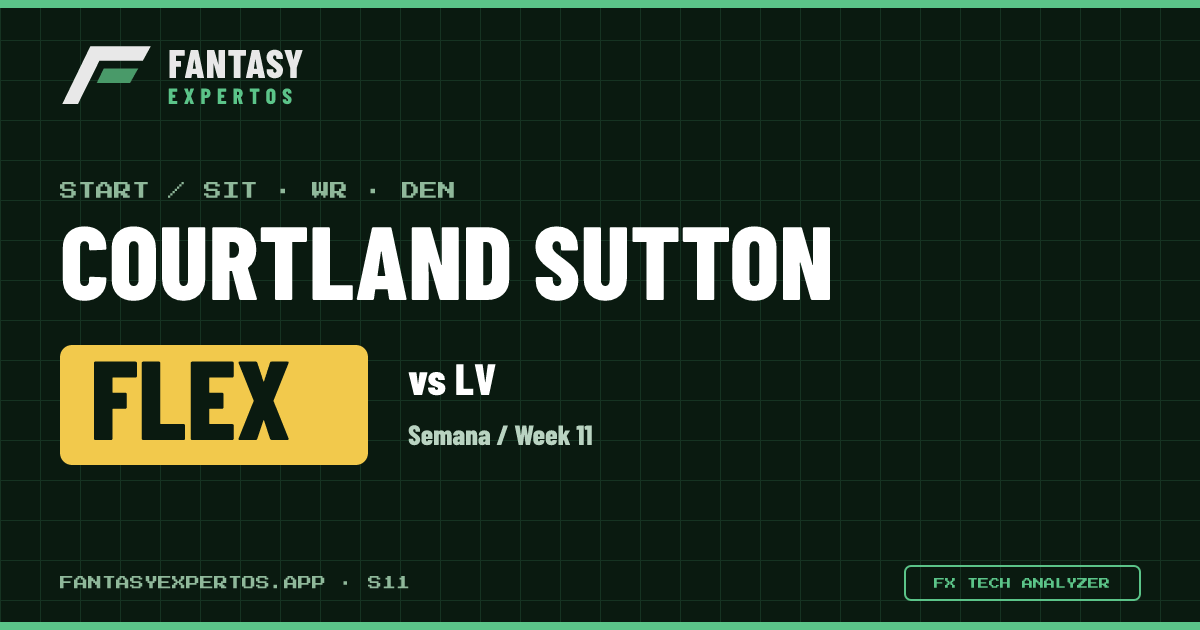 FANTASY
EXPERTOS
START / SIT · WR · DEN
COURTLAND SUTTON
FLEX
vs LV
Semana / Week 11
FANTASYEXPERTOS.APP · S11
FX TECH ANALYZER